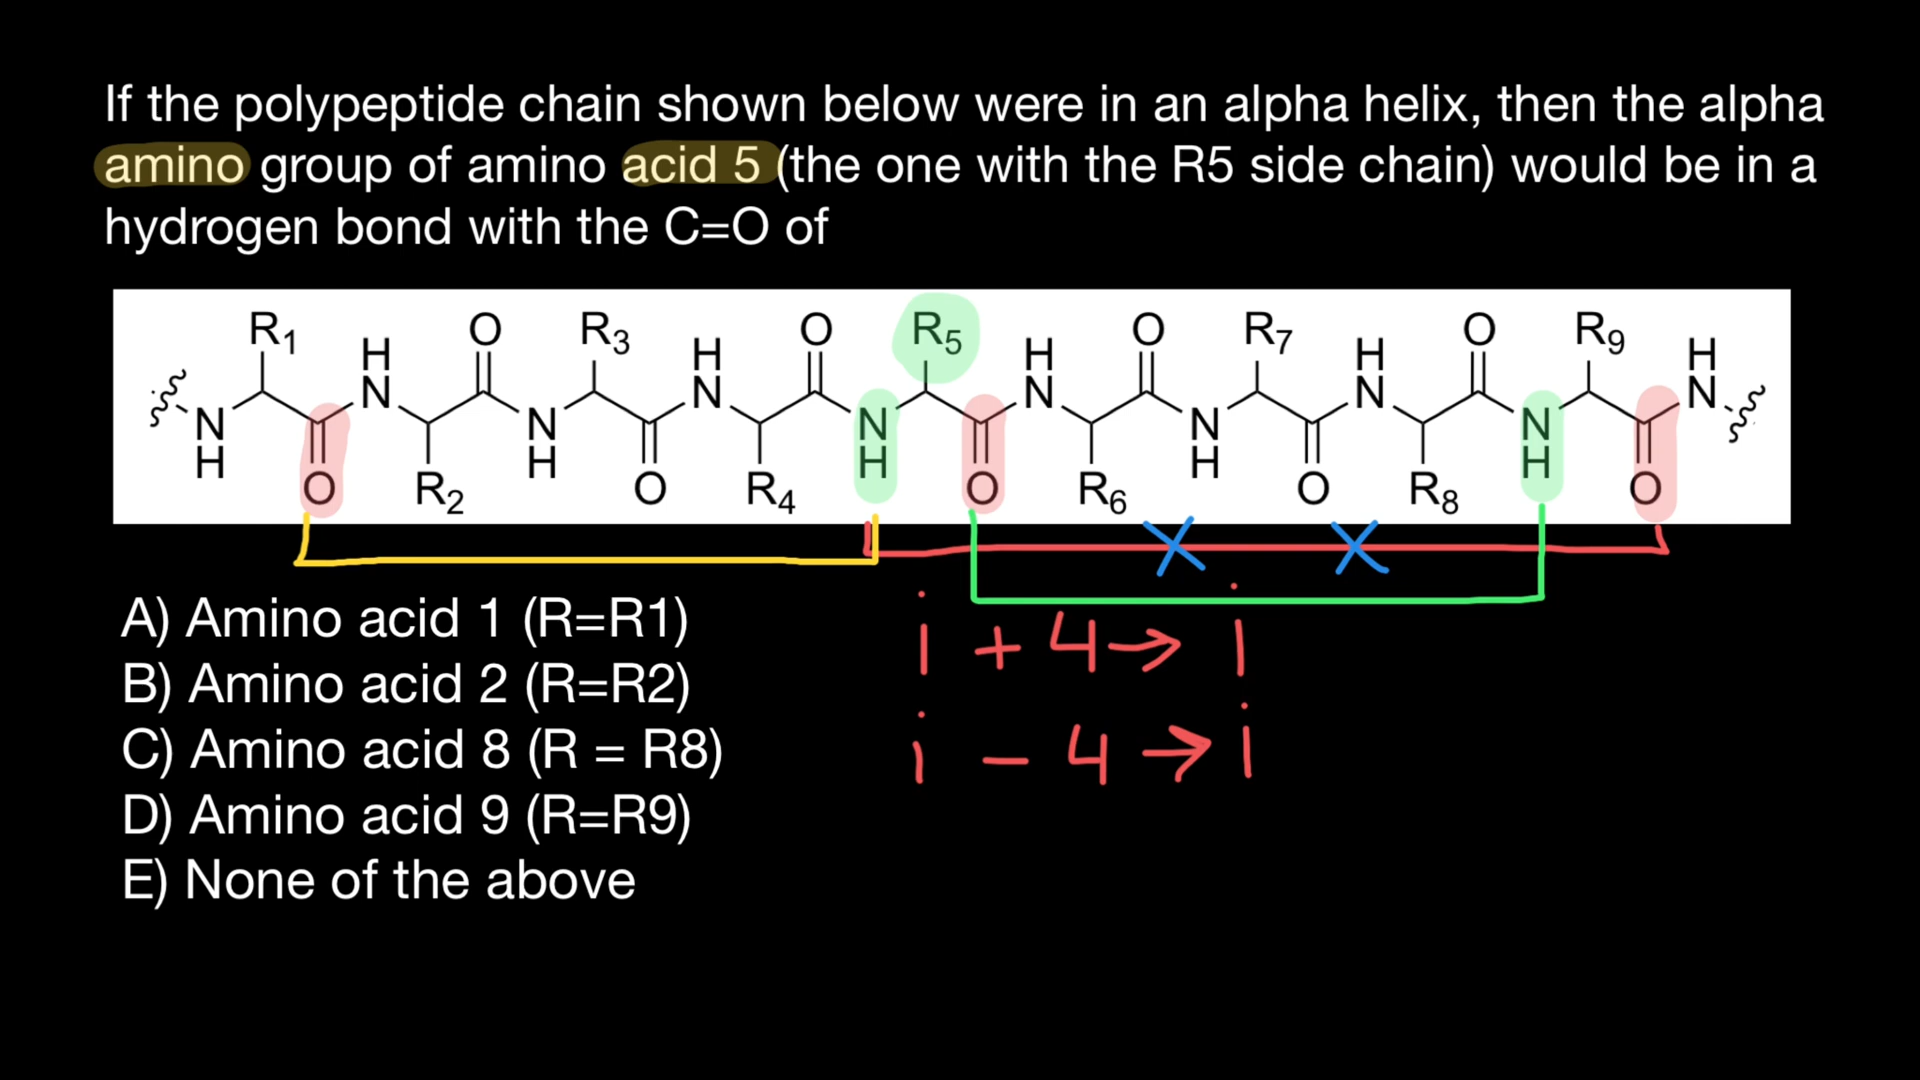 If the polypeptide chain shown below were in an alpha helix, then the alpha
amino group of amino acid 5 (the one with the R5 side chain) would be in a
hydrogen bond with the C=O of
R1 H O R3 H O R5 H O R7 H O R9 H
N N N N N
N N N N N
H H H H H
O R2 O R4 O R6 O R8 O
A) Amino acid 1 (R=R1)
B) Amino acid 2 (R=R2)
C) Amino acid 8 (R = R8)
D) Amino acid 9 (R=R9)
E) None of the above
i + 4 → i
i - 4 → i